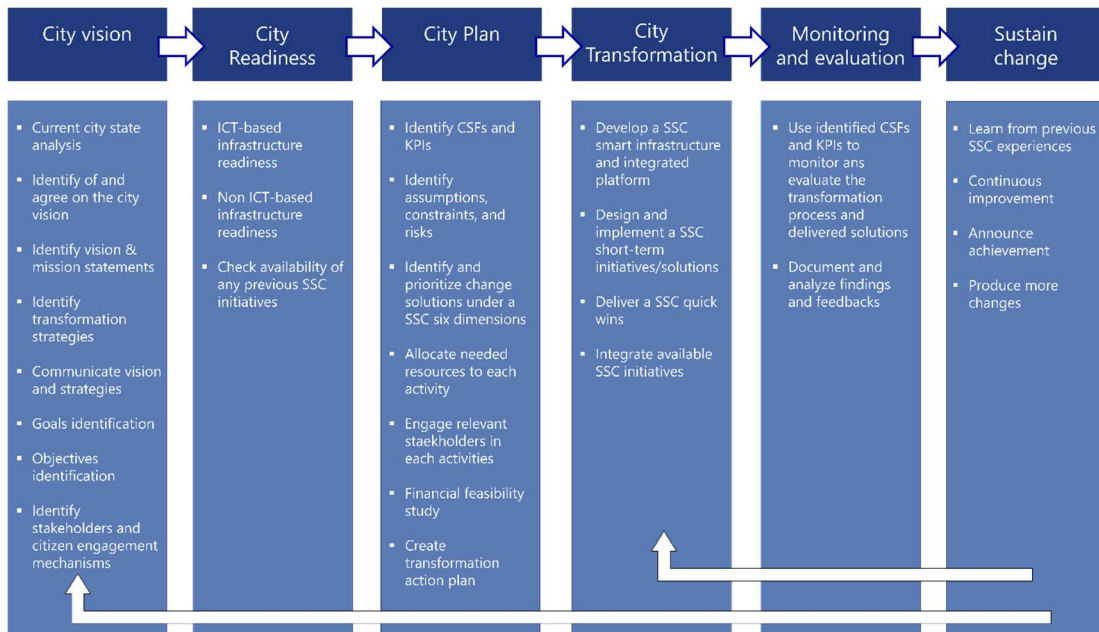 City vision
City
Readiness
City Plan
City
Transformation
Monitoring
and evaluation
Sustain
change
▪ Current city state
analysis
▪ Identify of and
agree on the city
vision
▪ Identify vision &
mission statements
▪ Identify
transformation
strategies
▪ Communicate vision
and strategies
▪ Goals identification
▪ Objectives
identification
▪ Identify
stakeholders and
citizen engagement
mechanisms
▪ ICT-based
infrastructure
readiness
▪ Non ICT-based
infrastructure
readiness
▪ Check availability of
any previous SSC
initiatives
▪ Identify CSFs and
KPIs
▪ Identify
assumptions,
constraints, and
risks
▪ Identify and
prioritize change
solutions under a
SSC six dimensions
▪ Allocate needed
resources to each
activity
▪ Engage relevant
staekholders in
each activities
▪ Financial feasibility
study
▪ Create
transformation
action plan
▪ Develop a SSC
smart infrastructure
and integrated
platform
▪ Design and
implement a SSC
short-term
initiatives/solutions
▪ Deliver a SSC quick
wins
▪ Integrate available
SSC initiatives
▪ Use identified CSFs
and KPIs to
monitor ans
evaluate the
transformation
process and
delivered solutions
▪ Document and
analyze findings
and feedbacks
▪ Learn from previous
SSC experiences
▪ Continuous
improvement
▪ Announce
achievement
▪ Produce more
changes